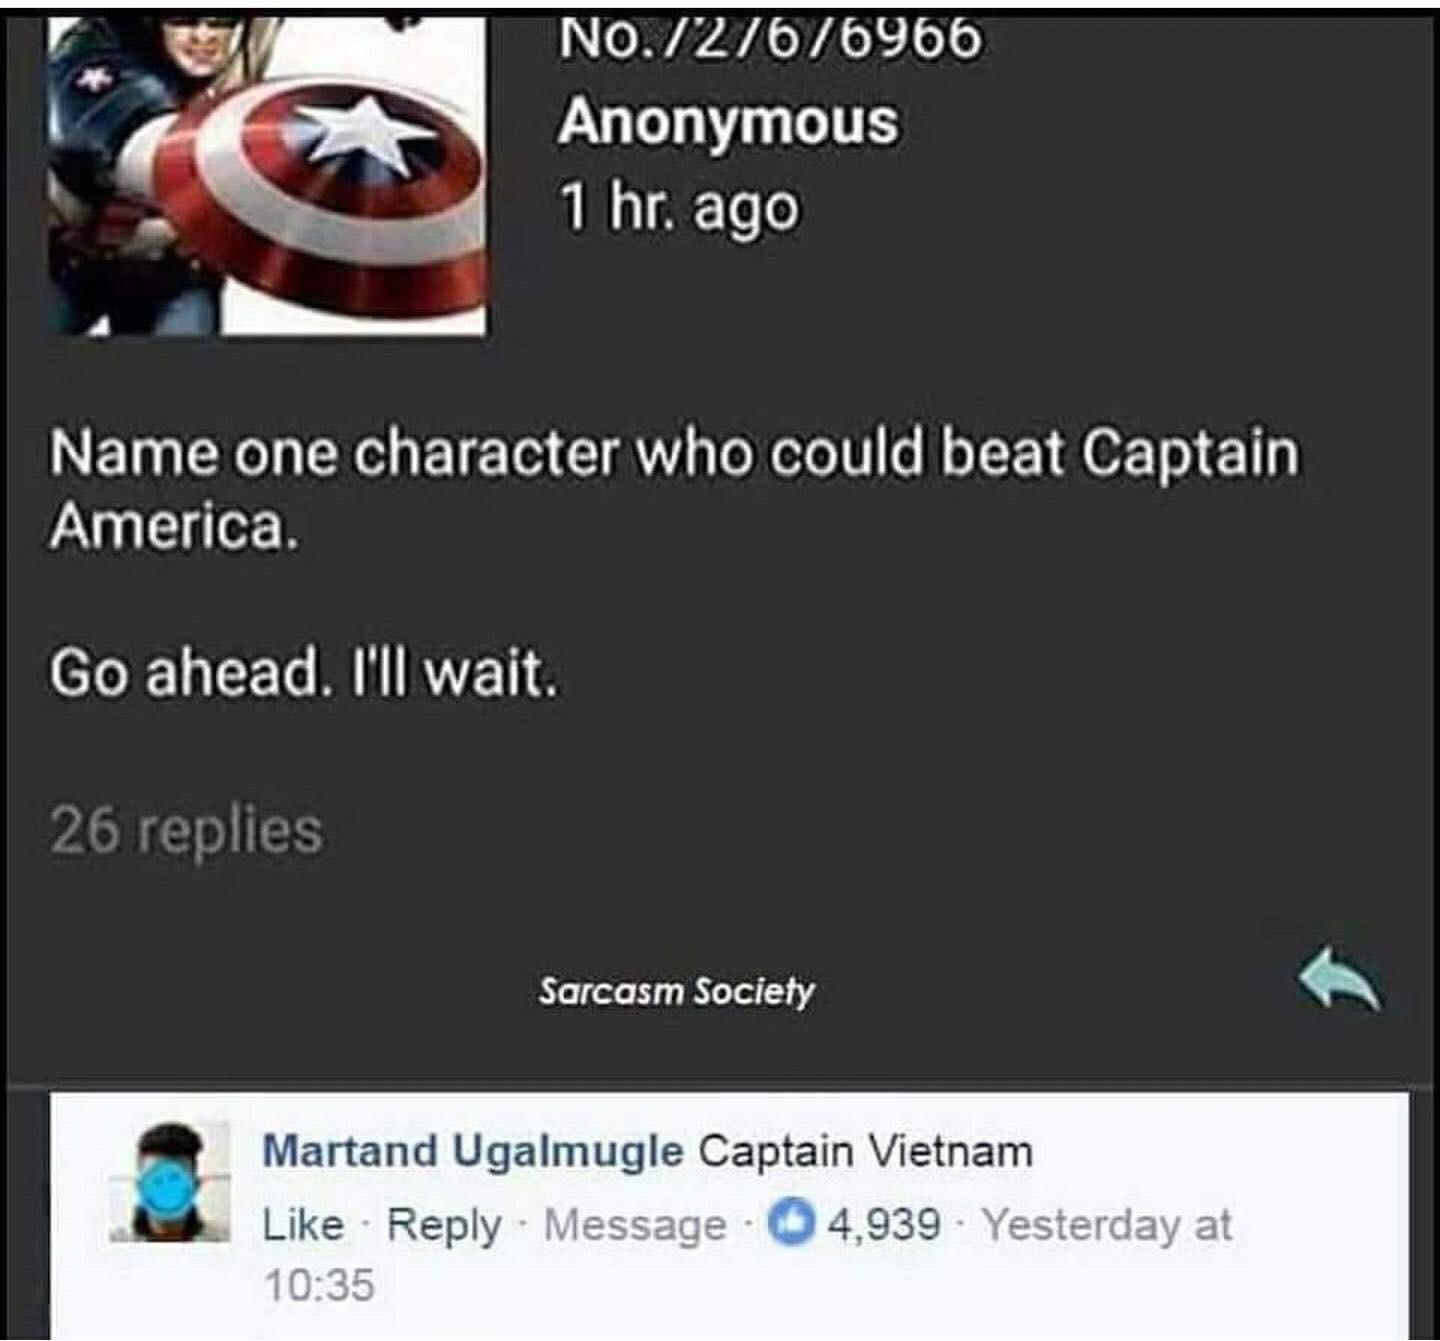 No.727676966
Anonymous
1 hr. ago
Name one character who could beat Captain
America.
Go ahead. I'll wait.
26 replies
Sarcasm Society
Martand Ugalmugle Captain Vietnam
Like · Reply · Message · 4,939 · Yesterday at
10:35